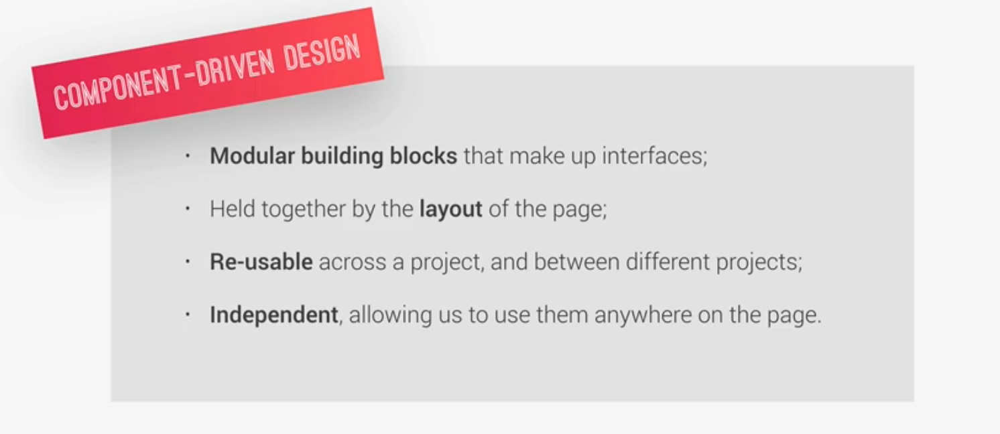 COMPONENT-DRIVEN DESIGN
· Modular building blocks that make up interfaces;
· Held together by the layout of the page;
· Re-usable across a project, and between different projects;
· Independent, allowing us to use them anywhere on the page.